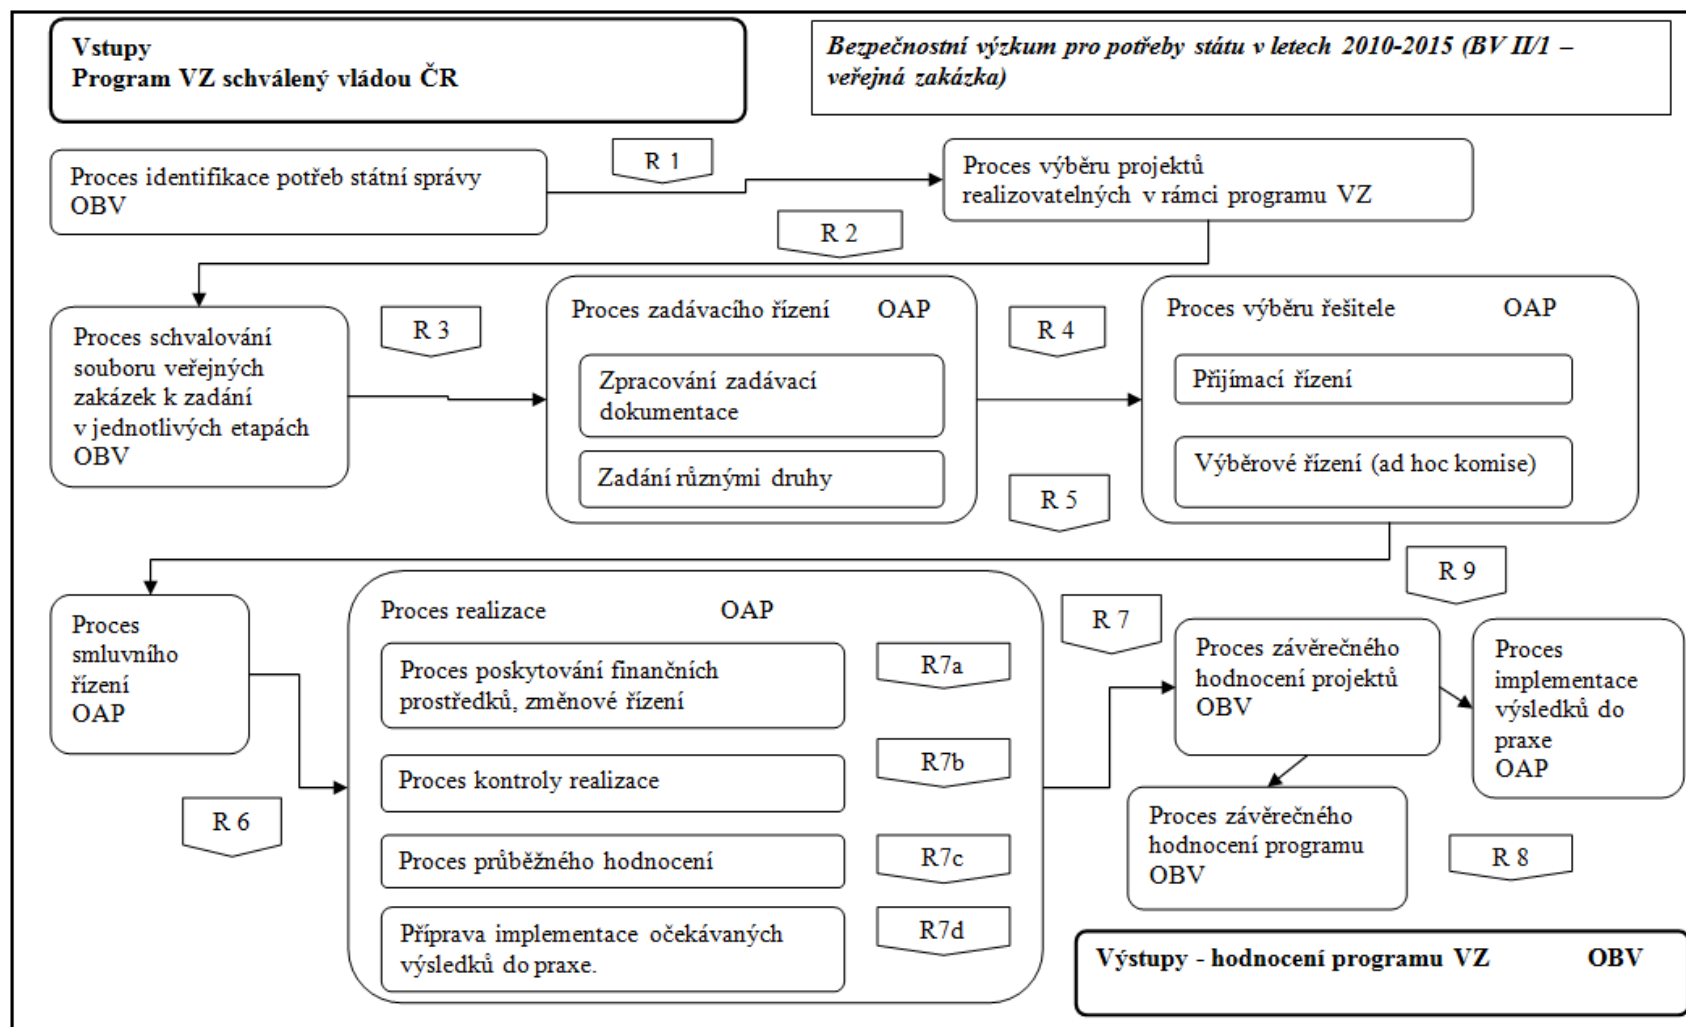 Vstupy
Program VZ schválený vládou ČR
Bezpečnostní výzkum pro potřeby státu v letech 2010-2015 (BV II/1 –
veřejná zakázka)
Proces identifikace potřeb státní správy
OBV
R 1
Proces výběru projektů
realizovatelných v rámci programu VZ
R 2
Proces schvalování
souboru veřejných
zakázek k zadání
v jednotlivých etapách
OBV
R 3
Proces zadávacího řízení OAP
Zpracování zadávací
dokumentace
Zadání různými druhy
R 4
Proces výběru řešitele OAP
Přijímací řízení
Výběrové řízení (ad hoc komise)
R 5
Proces
smluvního
řízení
OAP
R 6
Proces realizace OAP
Proces poskytování finančních
prostředků, změnové řízení
R7a
Proces kontroly realizace
R7b
Proces průběžného hodnocení
R7c
Příprava implementace očekávaných
výsledků do praxe.
R7d
R 7
Proces závěrečného
hodnocení projektů
OBV
R 9
Proces
implementace
výsledků do
praxe
OAP
Proces závěrečného
hodnocení programu
OBV
R 8
Výstupy - hodnocení programu VZ OBV